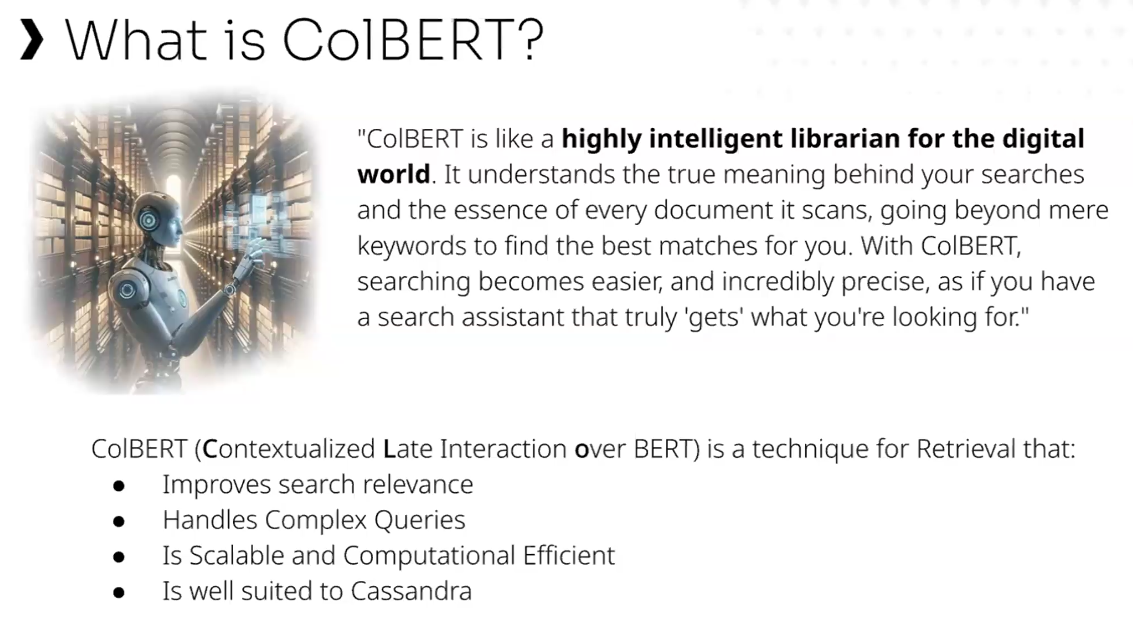 What is ColBERT?
"ColBERT is like a highly intelligent librarian for the digital
world. It understands the true meaning behind your searches
and the essence of every document it scans, going beyond mere
keywords to find the best matches for you. With ColBERT,
searching becomes easier, and incredibly precise, as if you have
a search assistant that truly 'gets' what you're looking for."
ColBERT (Contextualized Late Interaction over BERT) is a technique for Retrieval that:
● Improves search relevance
● Handles Complex Queries
● Is Scalable and Computational Efficient
● Is well suited to Cassandra